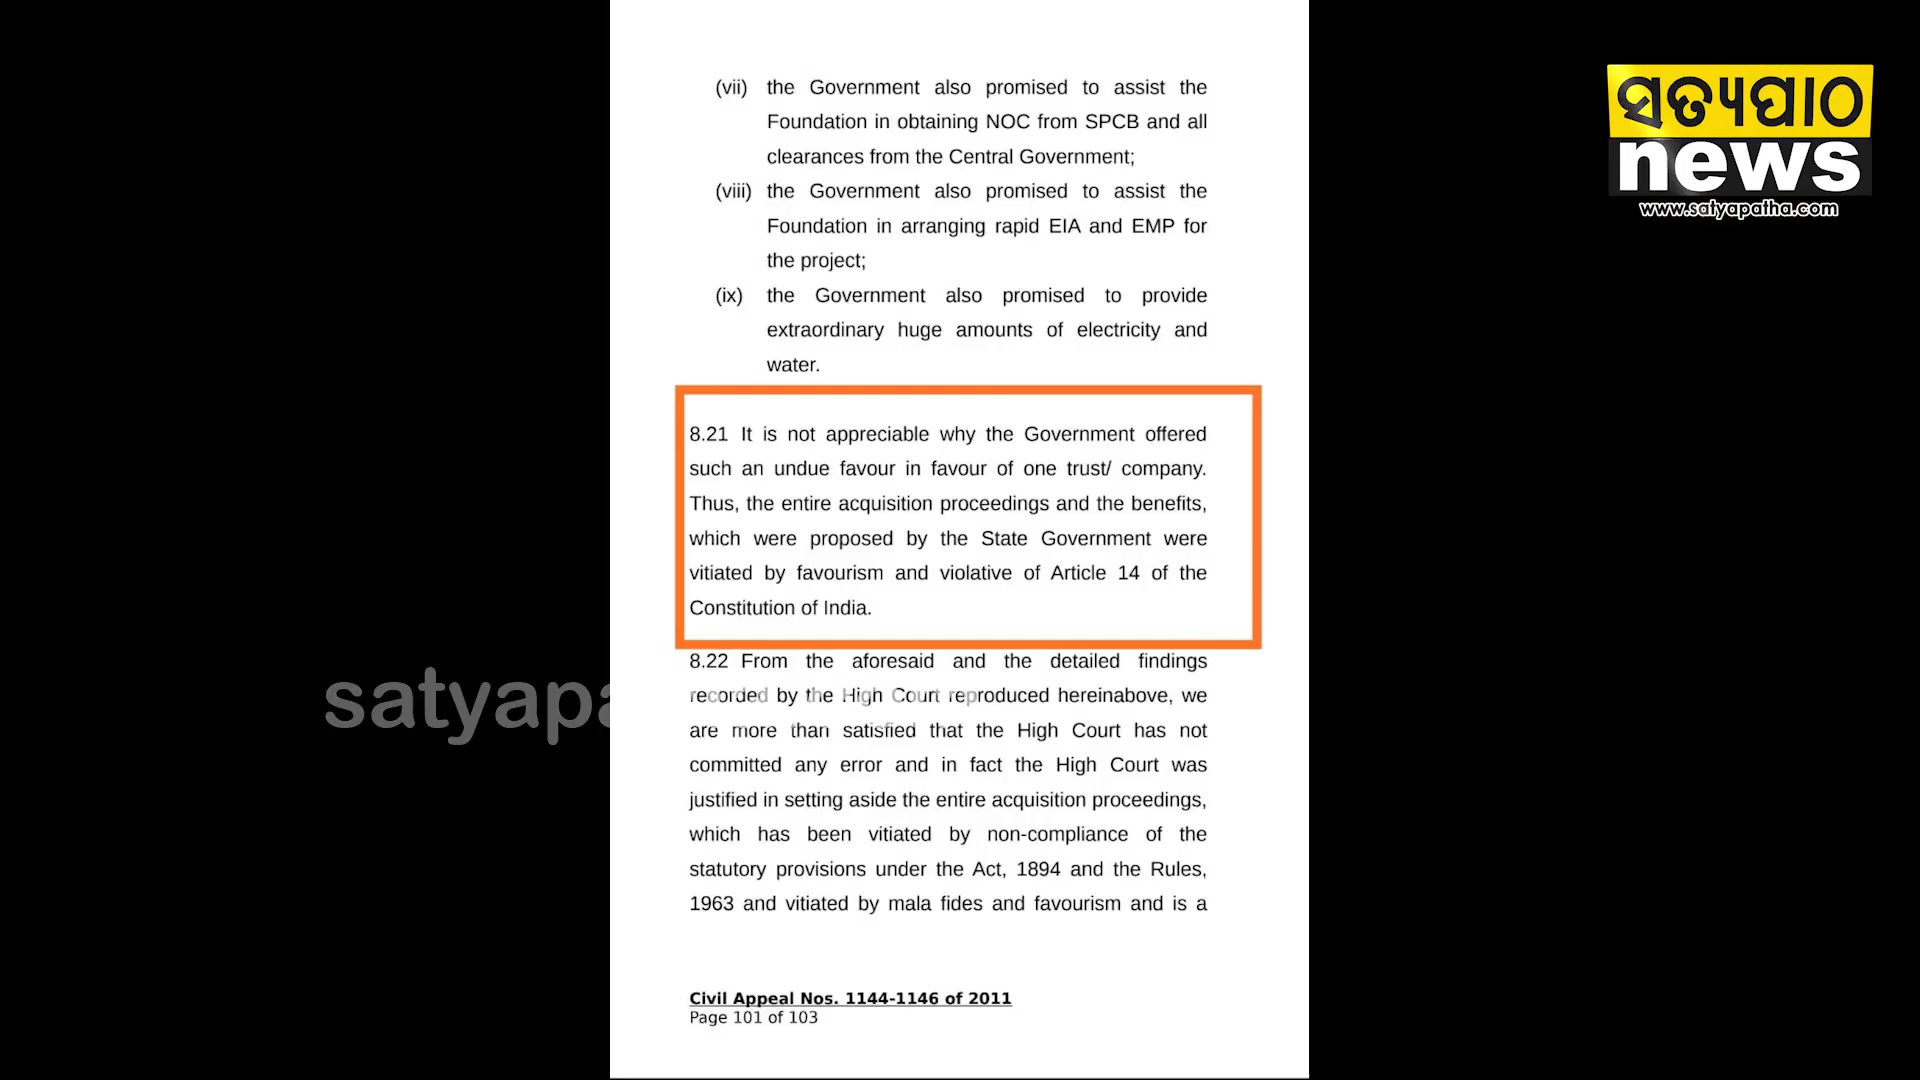 (vii) the Government also promised to assist the
Foundation in obtaining NOC from SPCB and all
clearances from the Central Government;
(viii) the Government also promised to assist the
Foundation in arranging rapid EIA and EMP for
the project;
(ix) the Government also promised to provide
extraordinary huge amounts of electricity and
water.
8.21 It is not appreciable why the Government offered
such an undue favour in favour of one trust/ company.
Thus, the entire acquisition proceedings and the benefits,
which were proposed by the State Government were
vitiated by favourism and violative of Article 14 of the
Constitution of India.
8.22 From the aforesaid and the detailed findings
recorded by the High Court reproduced hereinabove, we
are more than satisfied that the High Court has not
committed any error and in fact the High Court was
justified in setting aside the entire acquisition proceedings,
which has been vitiated by non-compliance of the
statutory provisions under the Act, 1894 and the Rules,
1963 and vitiated by mala fides and favourism and is a
Civil Appeal Nos. 1144-1146 of 2011
Page 101 of 103
ସତ୍ୟପାଠ
news
www.satyapatha.com
satyapa